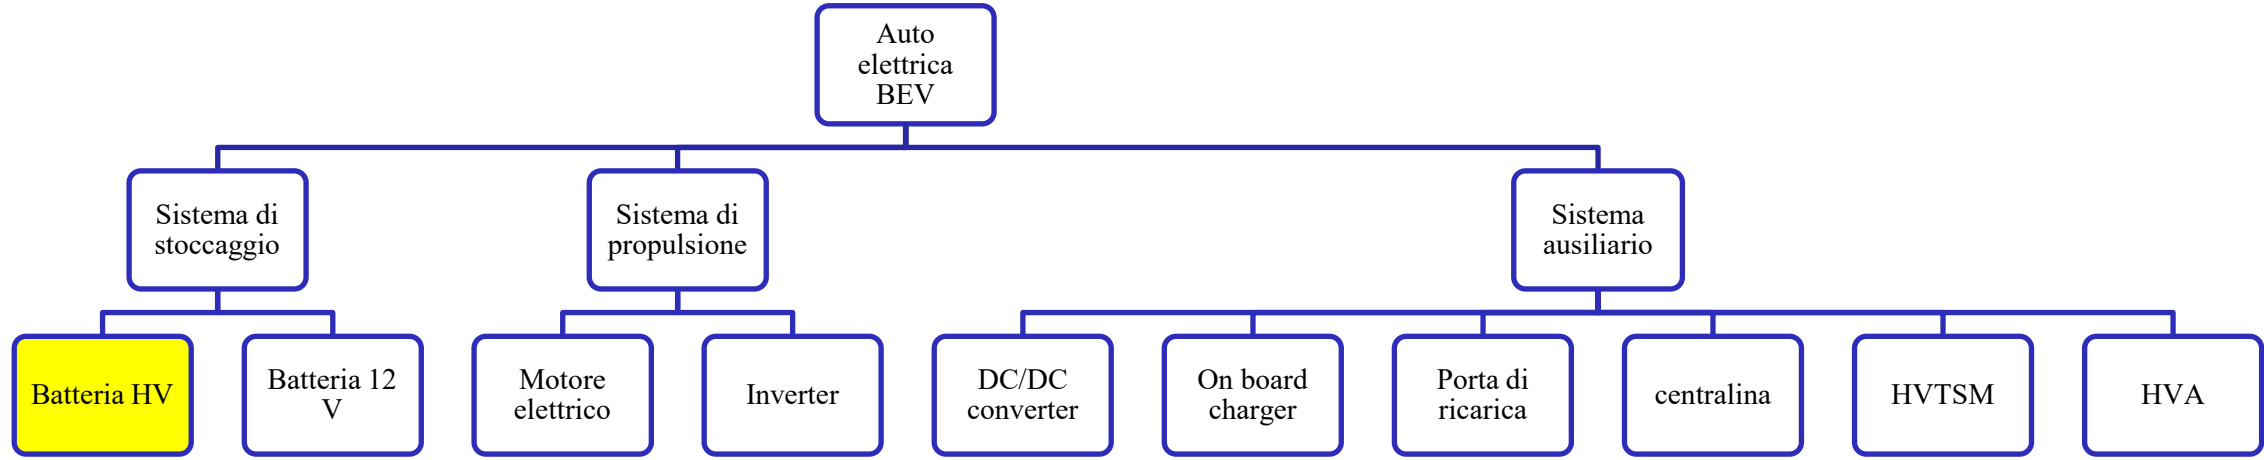 Auto
elettrica
BEV
Sistema di
stoccaggio
Sistema di
propulsione
Sistema
ausiliario
Batteria HV
Batteria 12
V
Motore
elettrico
Inverter
DC/DC
converter
On board
charger
Porta di
ricarica
centralina
HVTSM
HVA